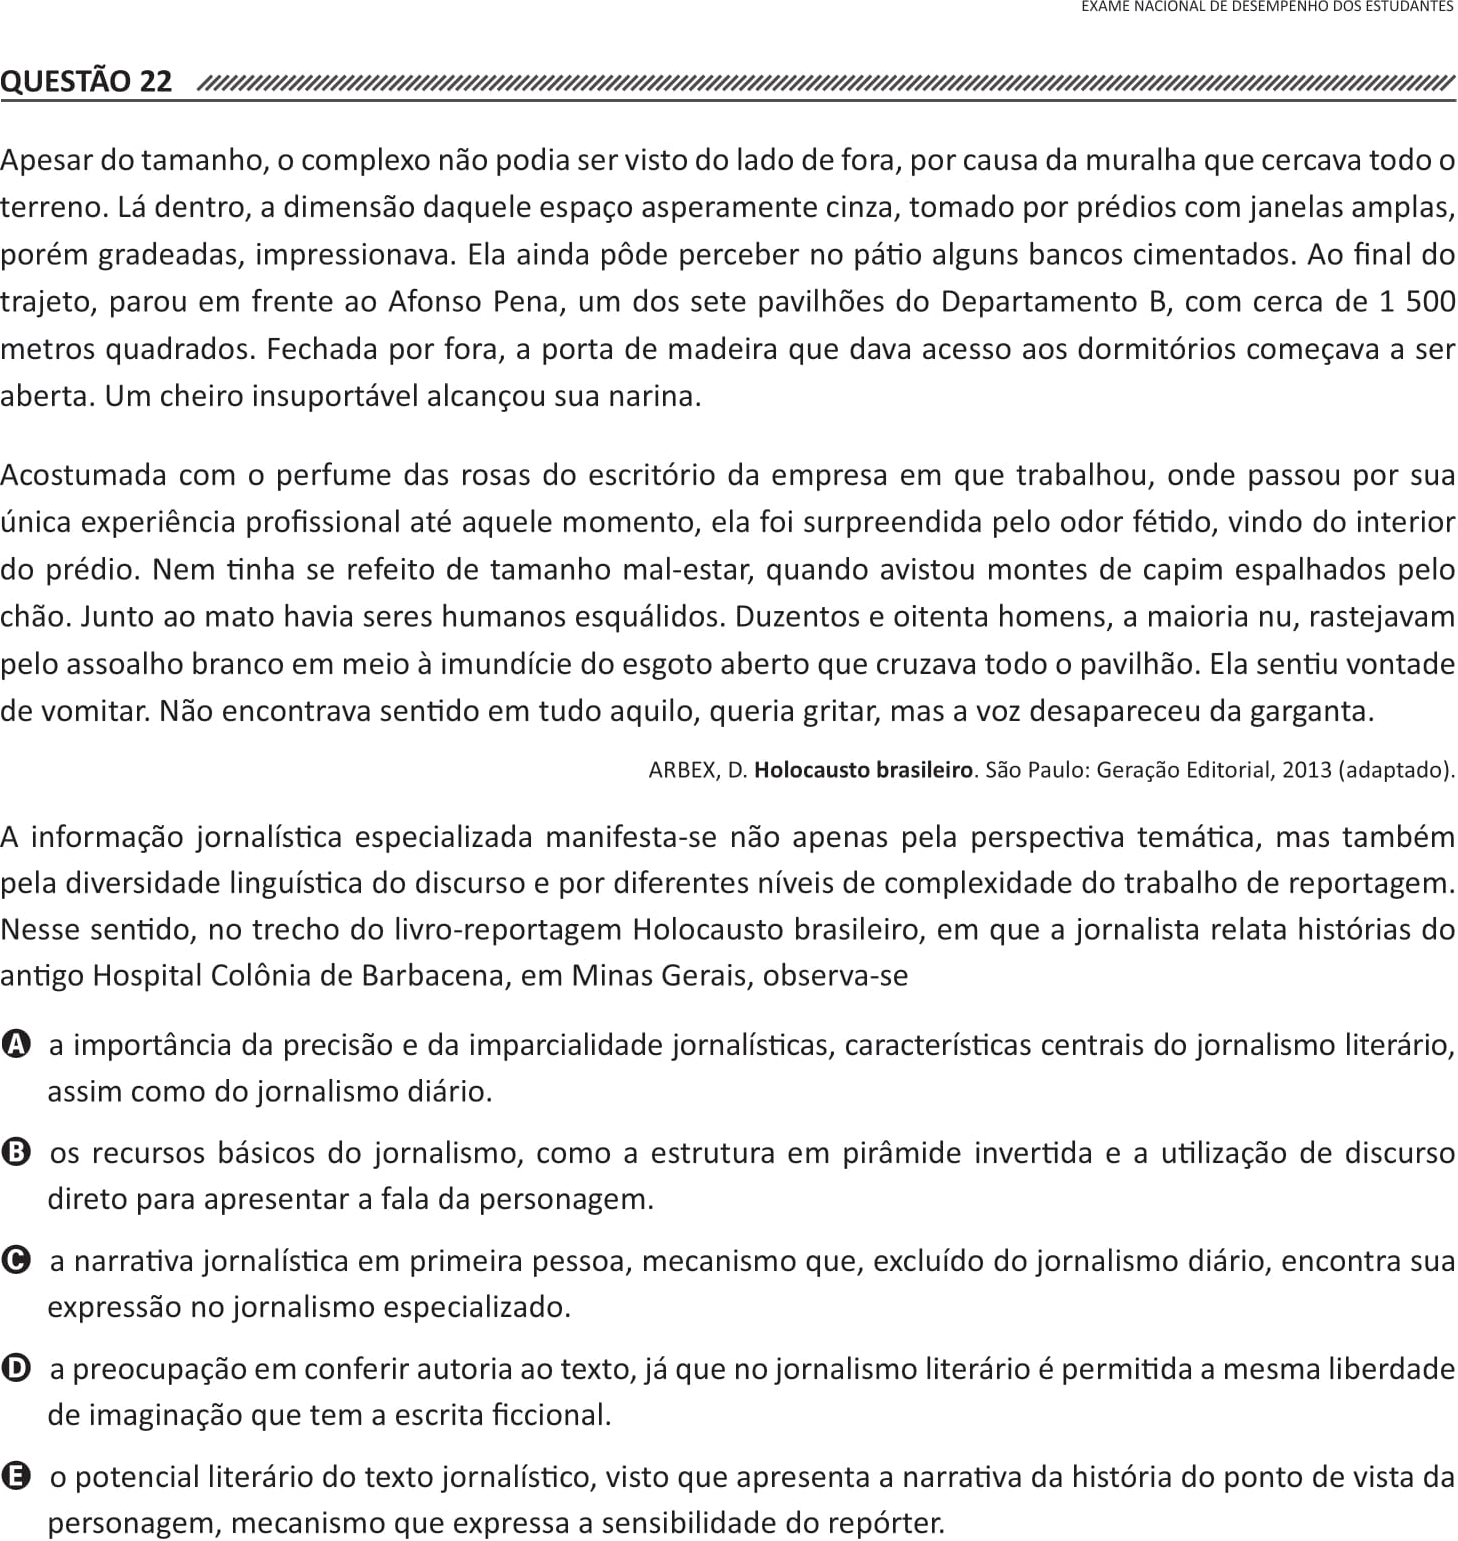 EXAME NACIONAL DE DESEMPENHO DOS ESTUDANTES
QUESTÃO 22
Apesar do tamanho, o complexo não podia ser visto do lado de fora, por causa da muralha que cercava todo o
terreno. Lá dentro, a dimensão daquele espaço asperamente cinza, tomado por prédios com janelas amplas,
porém gradeadas, impressionava. Ela ainda pôde perceber no pátio alguns bancos cimentados. Ao final do
trajeto, parou em frente ao Afonso Pena, um dos sete pavilhões do Departamento B, com cerca de 1 500
metros quadrados. Fechada por fora, a porta de madeira que dava acesso aos dormitórios começava a ser
aberta. Um cheiro insuportável alcançou sua narina.
Acostumada com o perfume das rosas do escritório da empresa em que trabalhou, onde passou por sua
única experiência profissional até aquele momento, ela foi surpreendida pelo odor fétido, vindo do interior
do prédio. Nem tinha se refeito de tamanho mal-estar, quando avistou montes de capim espalhados pelo
chão. Junto ao mato havia seres humanos esquálidos. Duzentos e oitenta homens, a maioria nu, rastejavam
pelo assoalho branco em meio à imundície do esgoto aberto que cruzava todo o pavilhão. Ela sentiu vontade
de vomitar. Não encontrava sentido em tudo aquilo, queria gritar, mas a voz desapareceu da garganta.
ARBEX, D. Holocausto brasileiro. São Paulo: Geração Editorial, 2013 (adaptado).
A informação jornalística especializada manifesta-se não apenas pela perspectiva temática, mas também
pela diversidade linguística do discurso e por diferentes níveis de complexidade do trabalho de reportagem.
Nesse sentido, no trecho do livro-reportagem Holocausto brasileiro, em que a jornalista relata histórias do
antigo Hospital Colônia de Barbacena, em Minas Gerais, observa-se
A a importância da precisão e da imparcialidade jornalísticas, características centrais do jornalismo literário,
assim como do jornalismo diário.
B os recursos básicos do jornalismo, como a estrutura em pirâmide invertida e a utilização de discurso
direto para apresentar a fala da personagem.
C a narrativa jornalística em primeira pessoa, mecanismo que, excluído do jornalismo diário, encontra sua
expressão no jornalismo especializado.
D a preocupação em conferir autoria ao texto, já que no jornalismo literário é permitida a mesma liberdade
de imaginação que tem a escrita ficcional.
E o potencial literário do texto jornalístico, visto que apresenta a narrativa da história do ponto de vista da
personagem, mecanismo que expressa a sensibilidade do repórter.